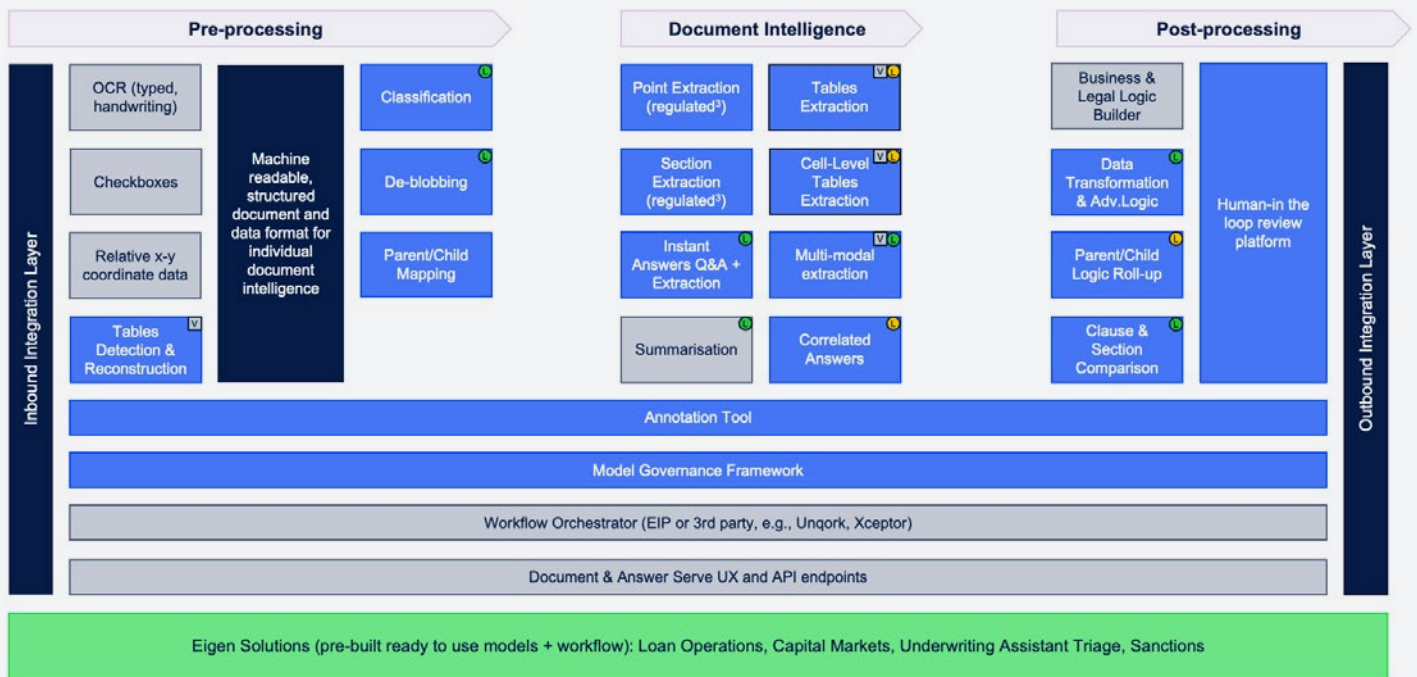 Pre-processing
Document Intelligence
Post-processing
Inbound Integration Layer
OCR (typed,
handwriting)
Checkboxes
Relative x-y
coordinate data
V
Tables
Detection &
Reconstruction
Machine
readable,
structured
document and
data format for
individual
document
intelligence
L
Classification
L
De-blobbing
Parent/Child
Mapping
Point Extraction
(regulated³)
V L
Tables
Extraction
Section
Extraction
(regulated³)
V L
Cell-Level
Tables
Extraction
L
Instant
Answers Q&A +
Extraction
V L
Multi-modal
extraction
L
Summarisation
L
Correlated
Answers
Business &
Legal Logic
Builder
L
Data
Transformation
& Adv.Logic
L
Parent/Child
Logic Roll-up
L
Clause &
Section
Comparison
Human-in the
loop review
platform
Outbound Integration Layer
Annotation Tool
Model Governance Framework
Workflow Orchestrator (EIP or 3rd party, e.g., Unqork, Xceptor)
Document & Answer Serve UX and API endpoints
Eigen Solutions (pre-built ready to use models + workflow): Loan Operations, Capital Markets, Underwriting Assistant Triage, Sanctions